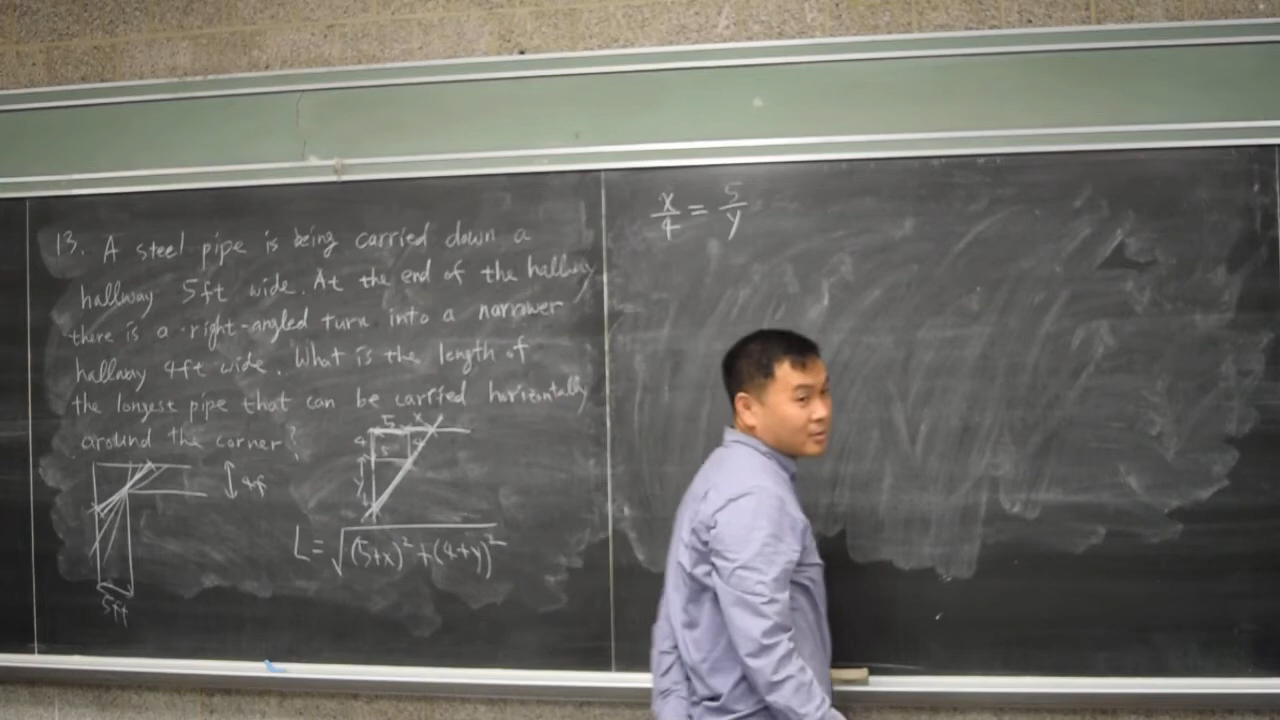 13. A steel pipe is being carried down a
hallway 5ft wide. At the end of the hallway
there is a right-angled turn into a narrower
hallway 4ft wide. What is the length of
the longest pipe that can be carried horizontally
around the corner?
4ft
5ft
5 x
4 5 4
y
L = √((5+x)² + (4+y)²)
x/4 = 5/y